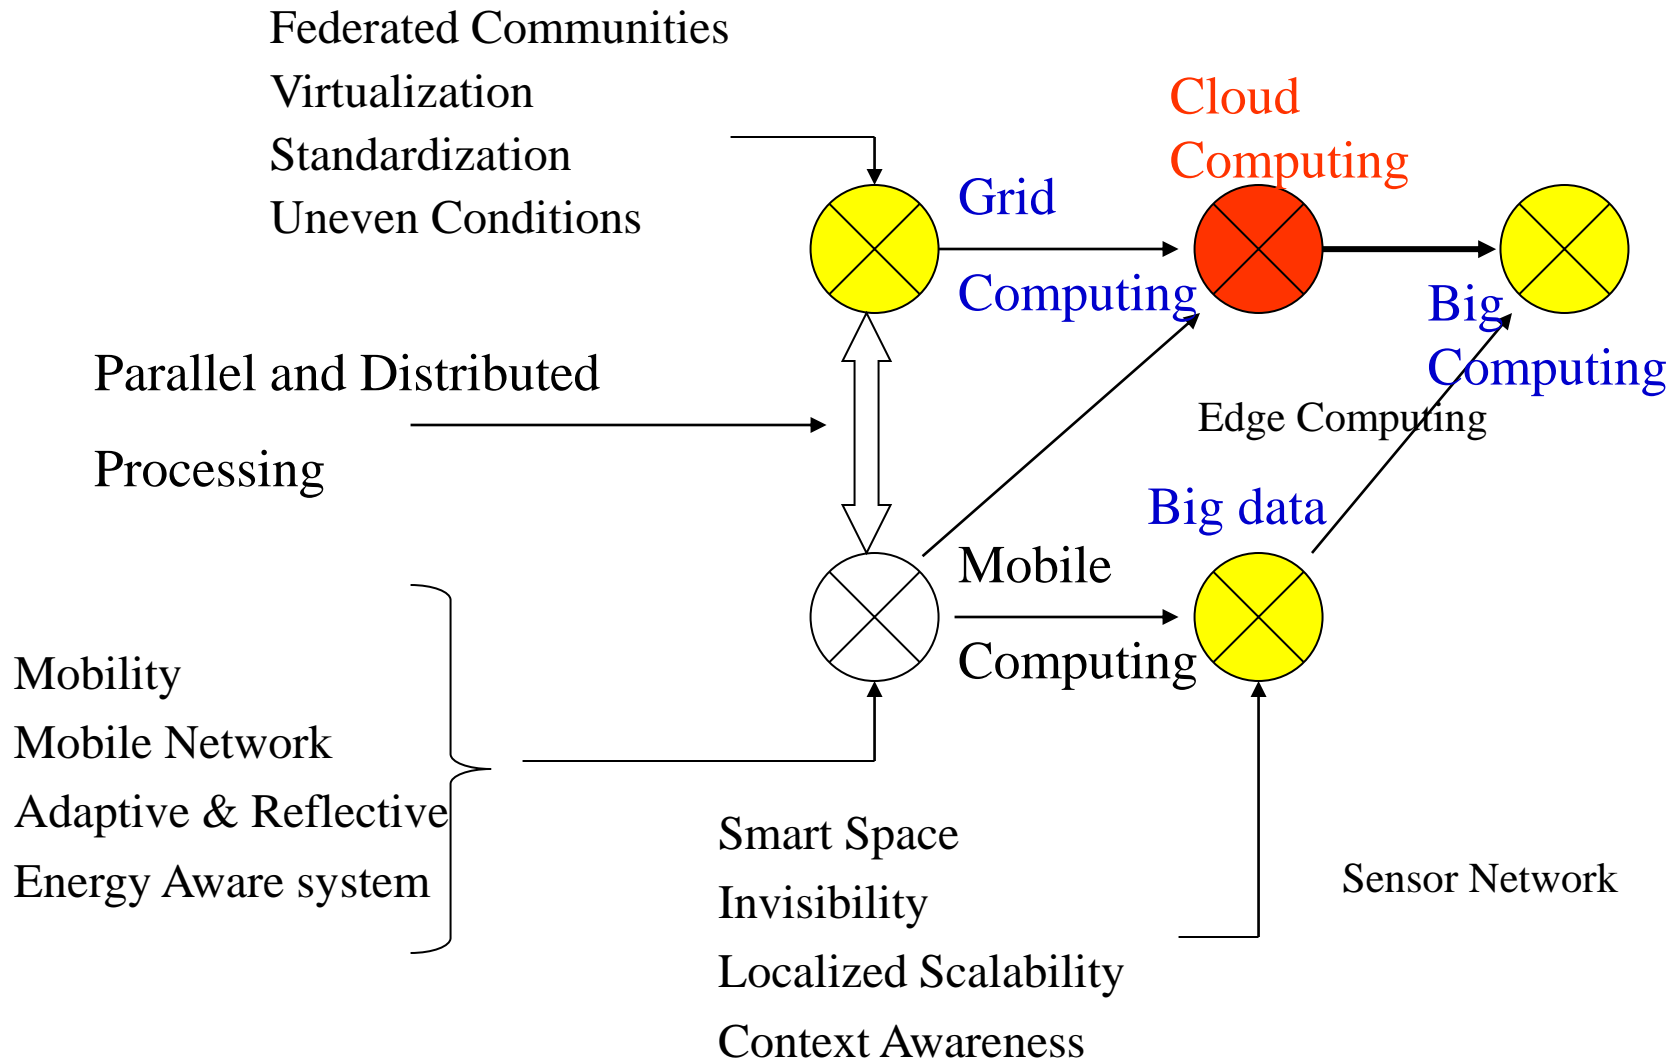 Federated Communities
Virtualization
Standardization
Uneven Conditions
Cloud
Computing
Grid
Computing
Big
Computing
Parallel and Distributed
Processing
Edge Computing
Big data
Mobile
Computing
Mobility
Mobile Network
Adaptive & Reflective
Energy Aware system
Smart Space
Invisibility
Localized Scalability
Context Awareness
Sensor Network